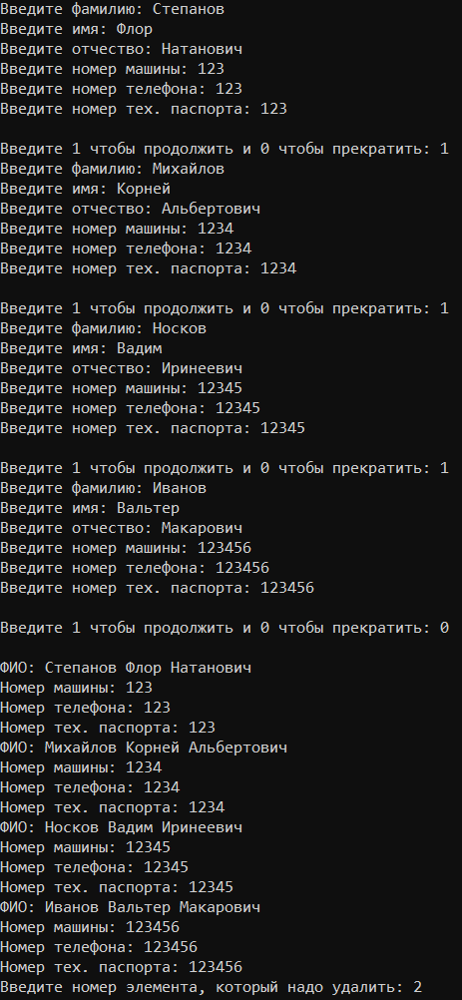 Введите фамилию: Степанов
Введите имя: Флор
Введите отчество: Натанович
Введите номер машины: 123
Введите номер телефона: 123
Введите номер тех. паспорта: 123
Введите 1 чтобы продолжить и 0 чтобы прекратить: 1
Введите фамилию: Михайлов
Введите имя: Корней
Введите отчество: Альбертович
Введите номер машины: 1234
Введите номер телефона: 1234
Введите номер тех. паспорта: 1234
Введите 1 чтобы продолжить и 0 чтобы прекратить: 1
Введите фамилию: Носков
Введите имя: Вадим
Введите отчество: Иринеевич
Введите номер машины: 12345
Введите номер телефона: 12345
Введите номер тех. паспорта: 12345
Введите 1 чтобы продолжить и 0 чтобы прекратить: 1
Введите фамилию: Иванов
Введите имя: Вальтер
Введите отчество: Макарович
Введите номер машины: 123456
Введите номер телефона: 123456
Введите номер тех. паспорта: 123456
Введите 1 чтобы продолжить и 0 чтобы прекратить: 0
ФИО: Степанов Флор Натанович
Номер машины: 123
Номер телефона: 123
Номер тех. паспорта: 123
ФИО: Михайлов Корней Альбертович
Номер машины: 1234
Номер телефона: 1234
Номер тех. паспорта: 1234
ФИО: Носков Вадим Иринеевич
Номер машины: 12345
Номер телефона: 12345
Номер тех. паспорта: 12345
ФИО: Иванов Вальтер Макарович
Номер машины: 123456
Номер телефона: 123456
Номер тех. паспорта: 123456
Введите номер элемента, который надо удалить: 2